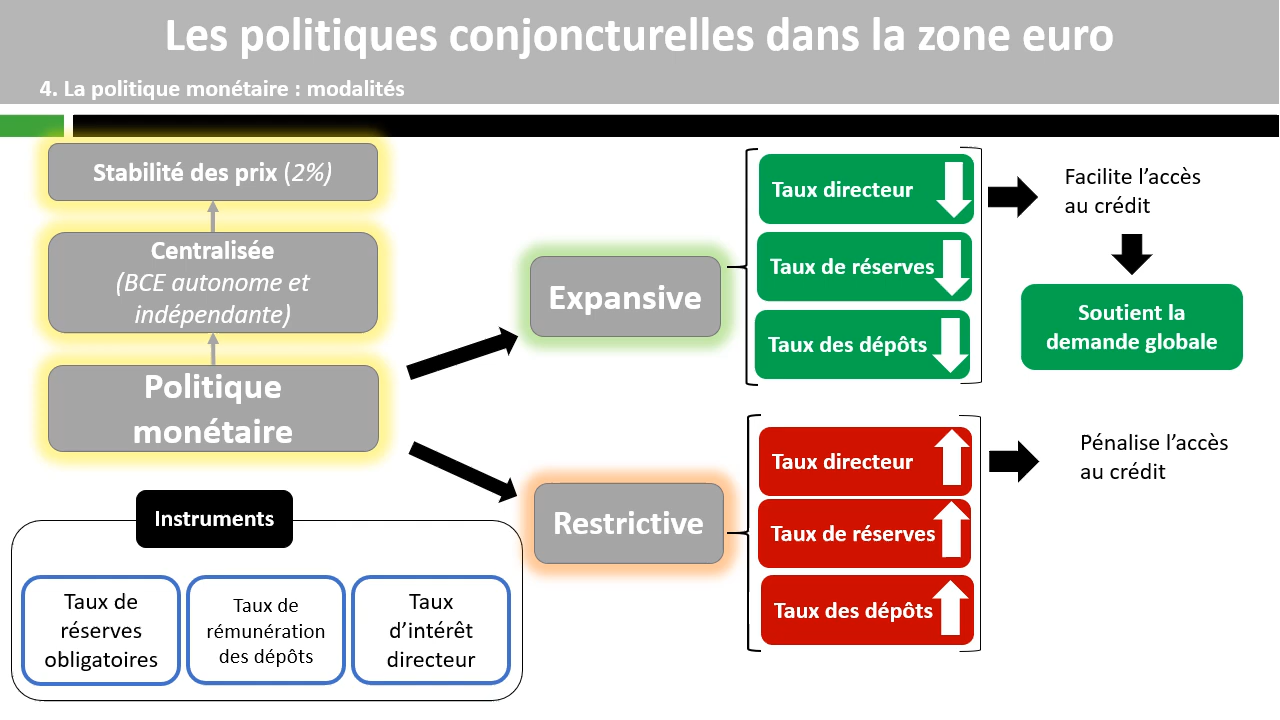 Les politiques conjoncturelles dans la zone euro
4. La politique monétaire : modalités
Stabilité des prix (2%)
Centralisée
(BCE autonome et
indépendante)
Politique
monétaire
Instruments
Taux de
réserves
obligatoires
Taux de
rémunération
des dépôts
Taux
d’intérêt
directeur
Expansive
Taux directeur
Taux de réserves
Taux des dépôts
Facilite l’accès
au crédit
Soutient la
demande globale
Restrictive
Taux directeur
Taux de réserves
Taux des dépôts
Pénalise l’accès
au crédit